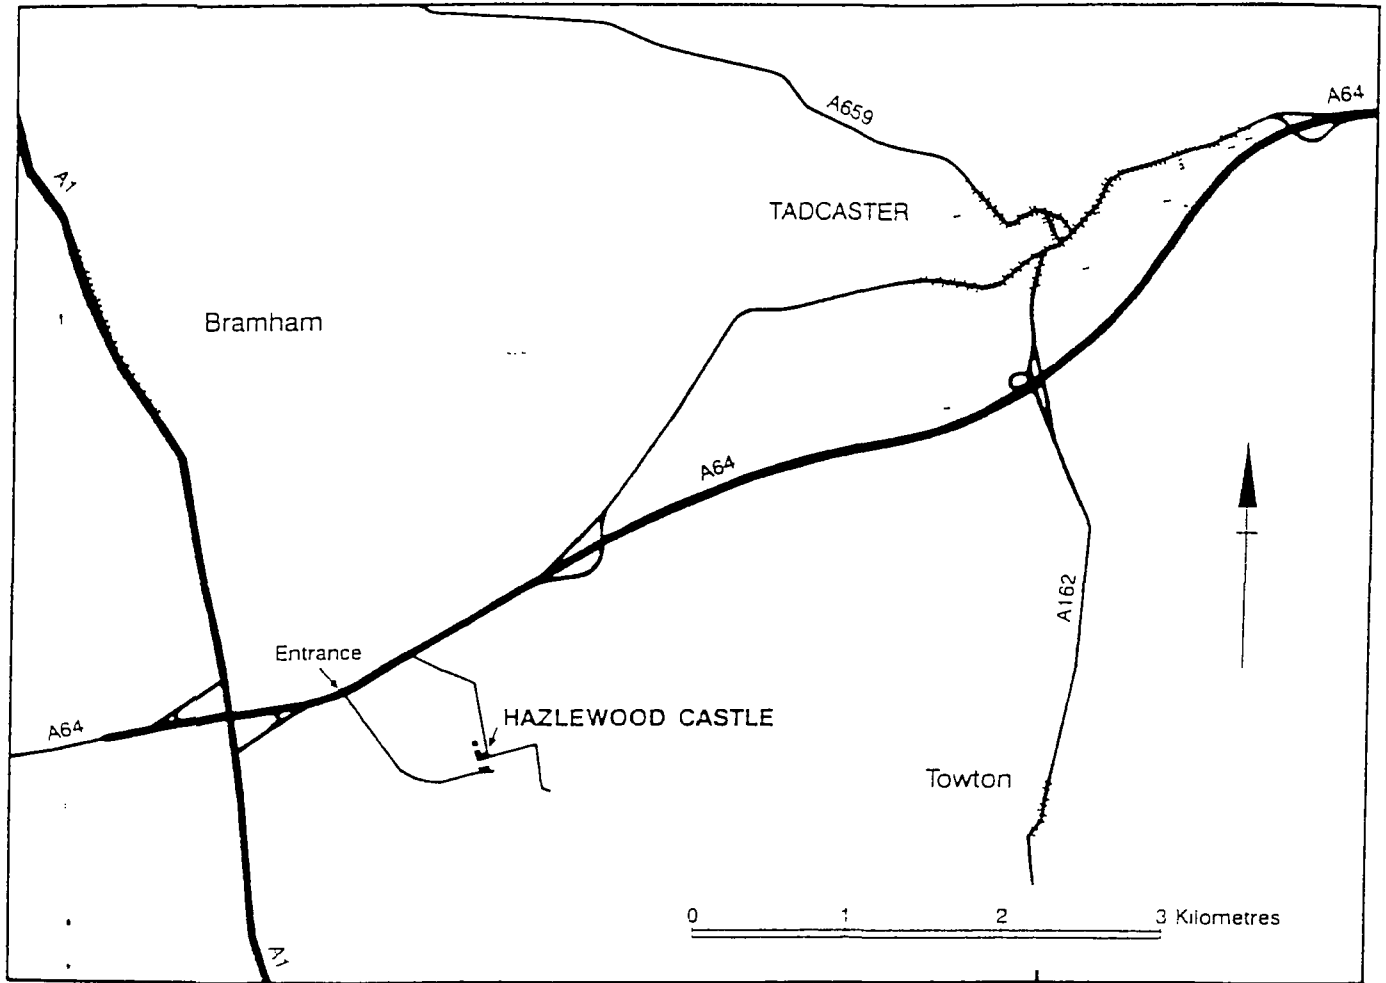 A64
A659
A1
TADCASTER
Bramham
A64
A162
Entrance
HAZLEWOOD CASTLE
A64
Towton
0 1 2 3 Kilometres
A1